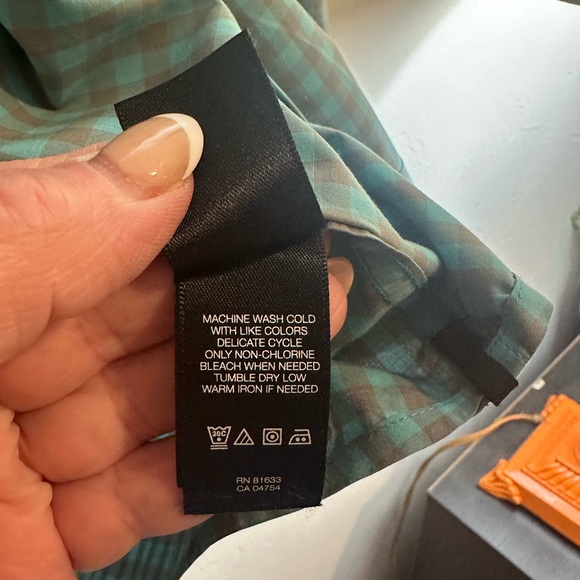 MACHINE WASH COLD
WITH LIKE COLORS
DELICATE CYCLE
ONLY NON-CHLORINE
BLEACH WHEN NEEDED
TUMBLE DRY LOW
WARM IRON IF NEEDED
30C
RN 81633
CA 04754